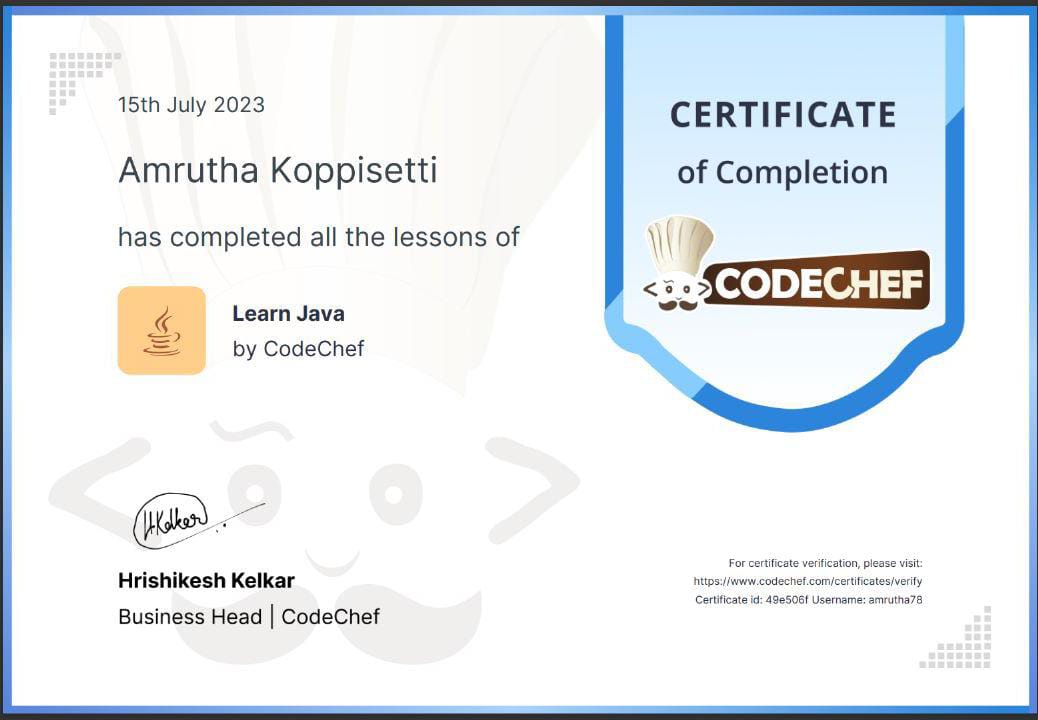 15th July 2023
Amrutha Koppisetti
has completed all the lessons of
Learn Java
by CodeChef
H.Kelkar
Hrishikesh Kelkar
Business Head | CodeChef
CERTIFICATE
of Completion
CODECHEF
For certificate verification, please visit:
https://www.codechef.com/certificates/verify
Certificate id: 49e506f Username: amrutha78